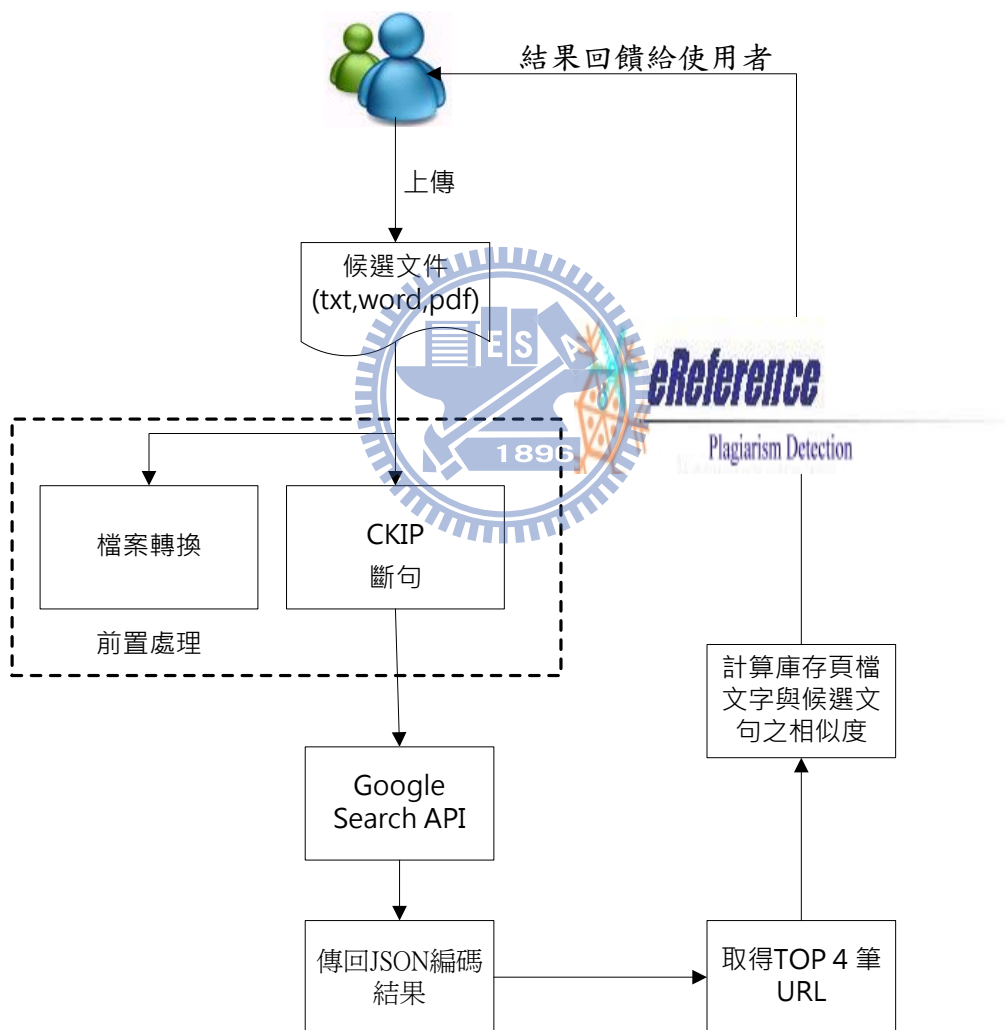 結果回饋給使用者
上傳
候選文件
(txt,word,pdf)
E S A
1896
eReference
Plagiarism Detection
檔案轉換
CKIP
斷句
前置處理
計算庫存頁檔
文字與候選文
句之相似度
Google
Search API
傳回JSON編碼
結果
取得TOP 4 筆
URL